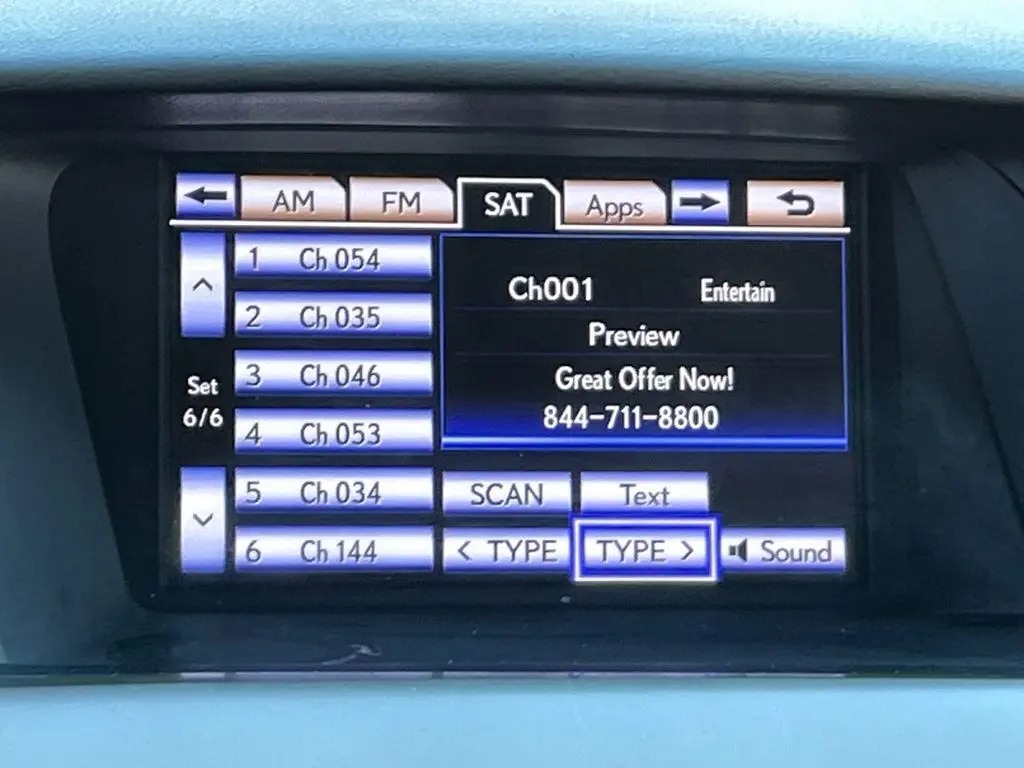 AM FM SAT Apps
1 Ch 054
2 Ch 035
3 Ch 046
4 Ch 053
5 Ch 034
6 Ch 144
Set
6/6
Ch001 Entertain
Preview
Great Offer Now!
844-711-8800
SCAN Text
< TYPE TYPE > Sound